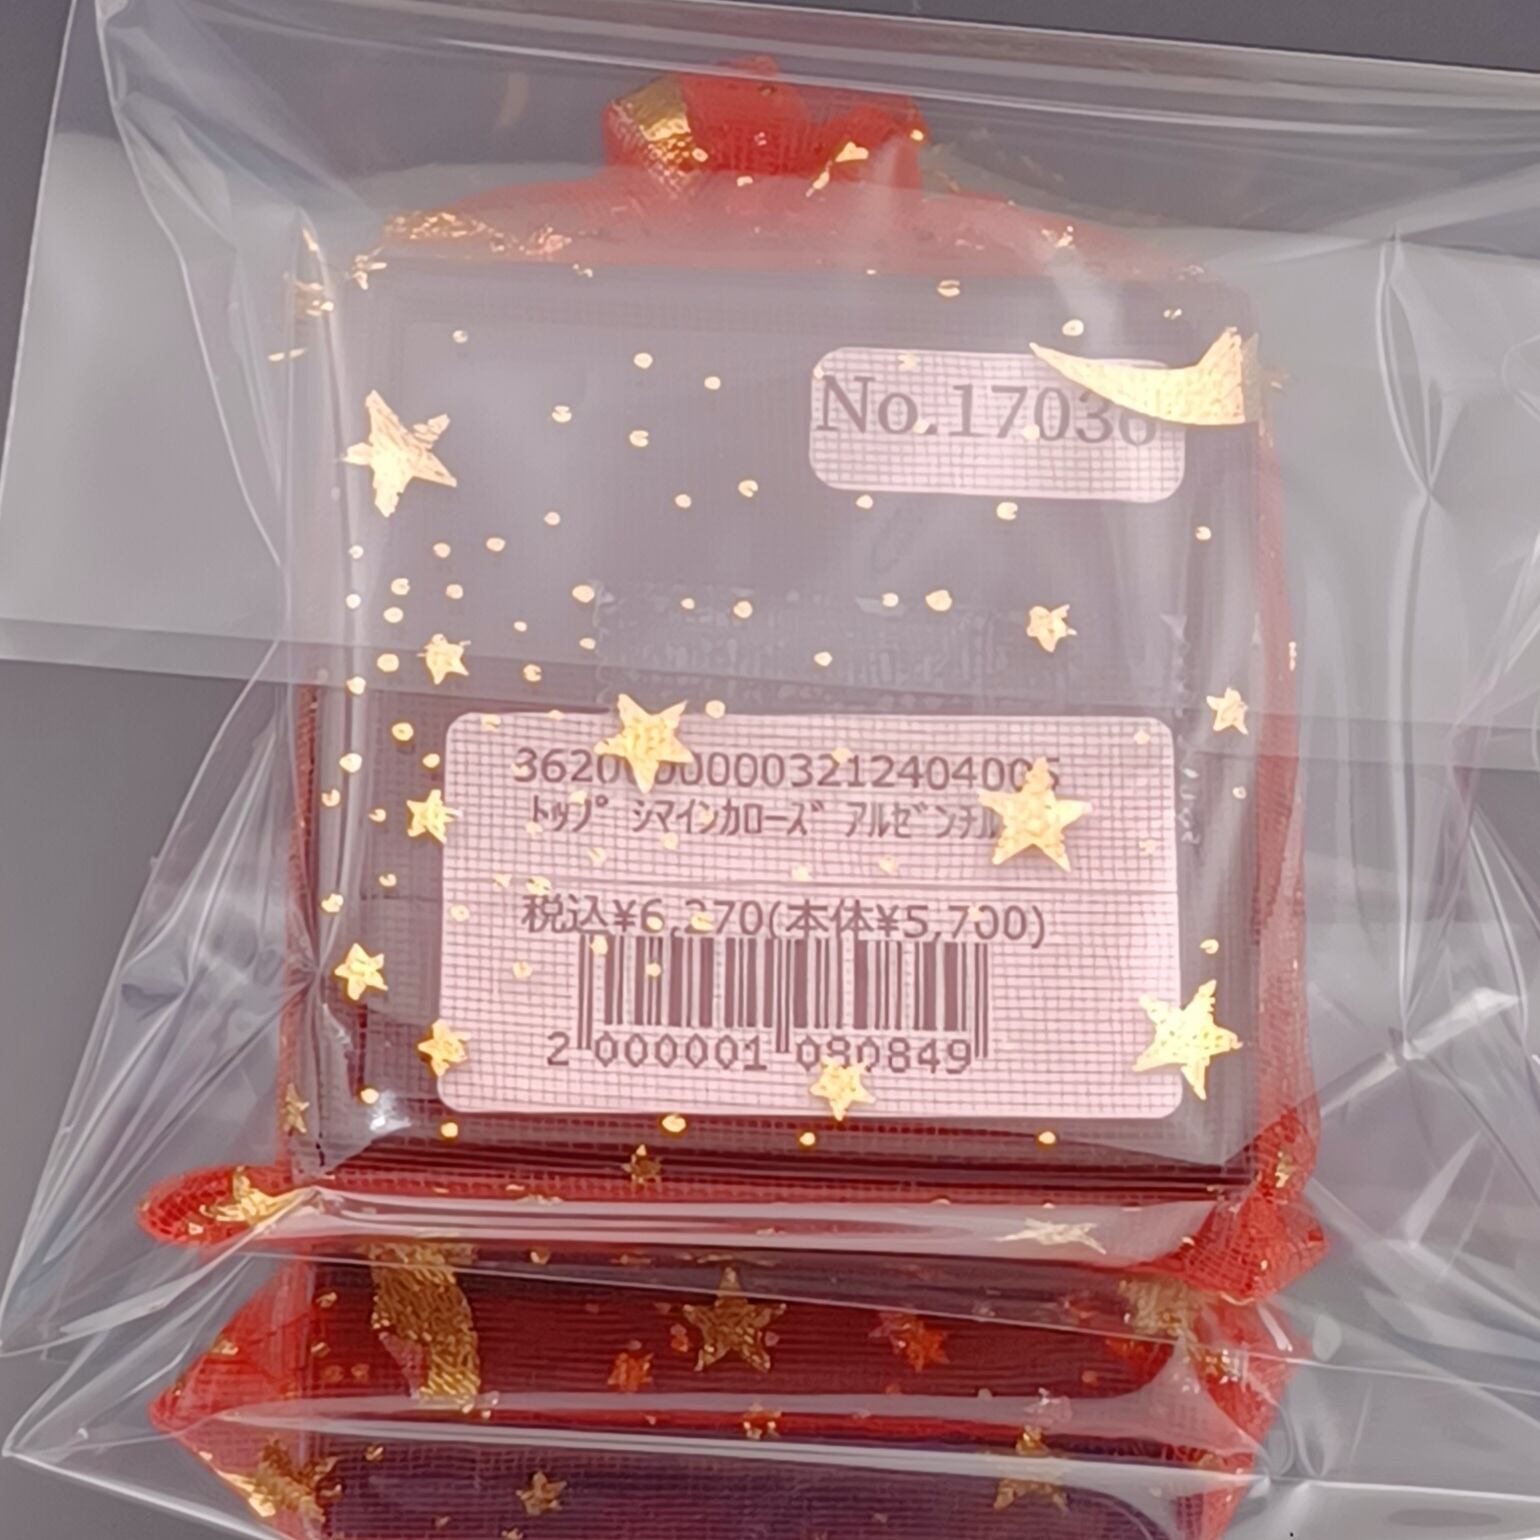 No.17036
トップ シマインカローズ アルゼンチル
税込¥6,270(本体¥5,700)
2 000001 080849